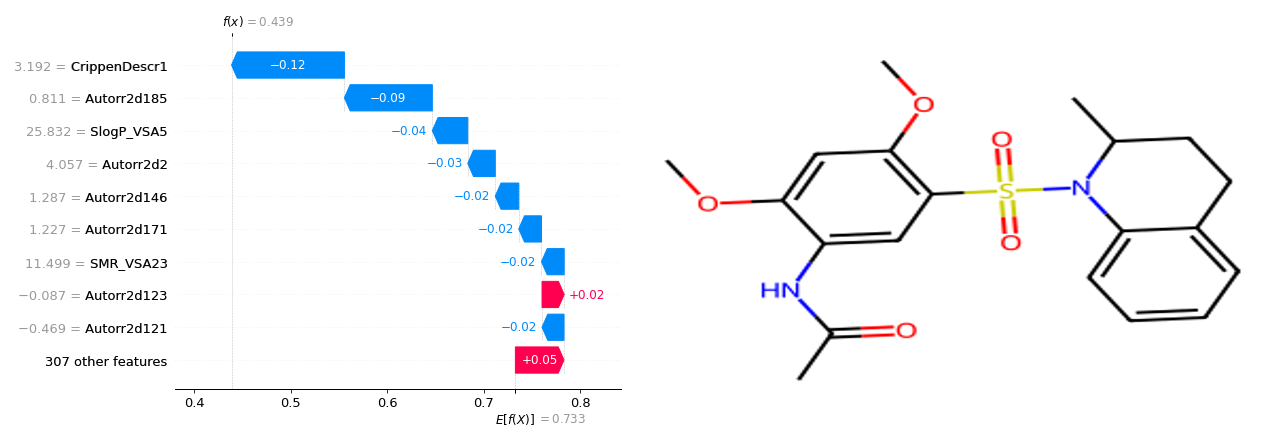 f(x) = 0.439
3.192 = CrippenDescr1
−0.12
0.811 = Autorr2d185
−0.09
25.832 = SlogP_VSA5
−0.04
4.057 = Autorr2d2
−0.03
1.287 = Autorr2d146
−0.02
1.227 = Autorr2d171
−0.02
11.499 = SMR_VSA23
−0.02
−0.087 = Autorr2d123
+0.02
−0.469 = Autorr2d121
−0.02
307 other features
+0.05
0.4 0.5 0.6 0.7 0.8
E[f(X)] = 0.733
O
O
O
S
N
O
HN
O